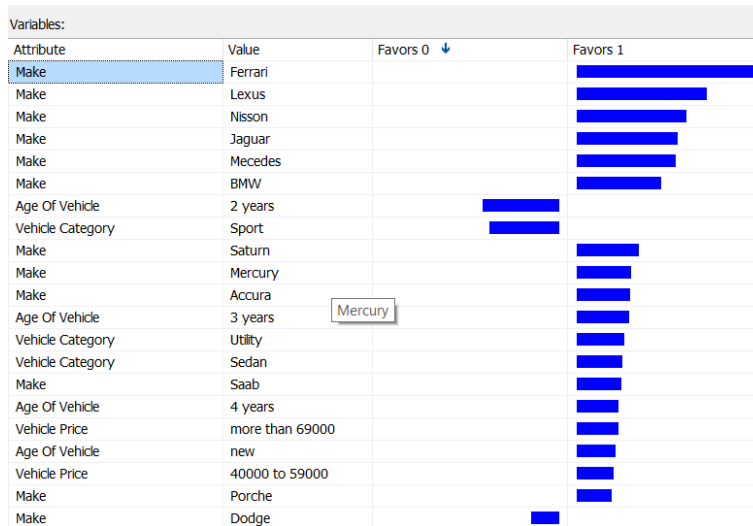 Variables:
Attribute Value Favors 0 Favors 1
Make Ferrari
Make Lexus
Make Nisson
Make Jaguar
Make Mecedes
Make BMW
Age Of Vehicle 2 years
Vehicle Category Sport
Make Saturn
Make Mercury
Make Accura
Mercury
Age Of Vehicle 3 years
Vehicle Category Utility
Vehicle Category Sedan
Make Saab
Age Of Vehicle 4 years
Vehicle Price more than 69000
Age Of Vehicle new
Vehicle Price 40000 to 59000
Make Porche
Make Dodge